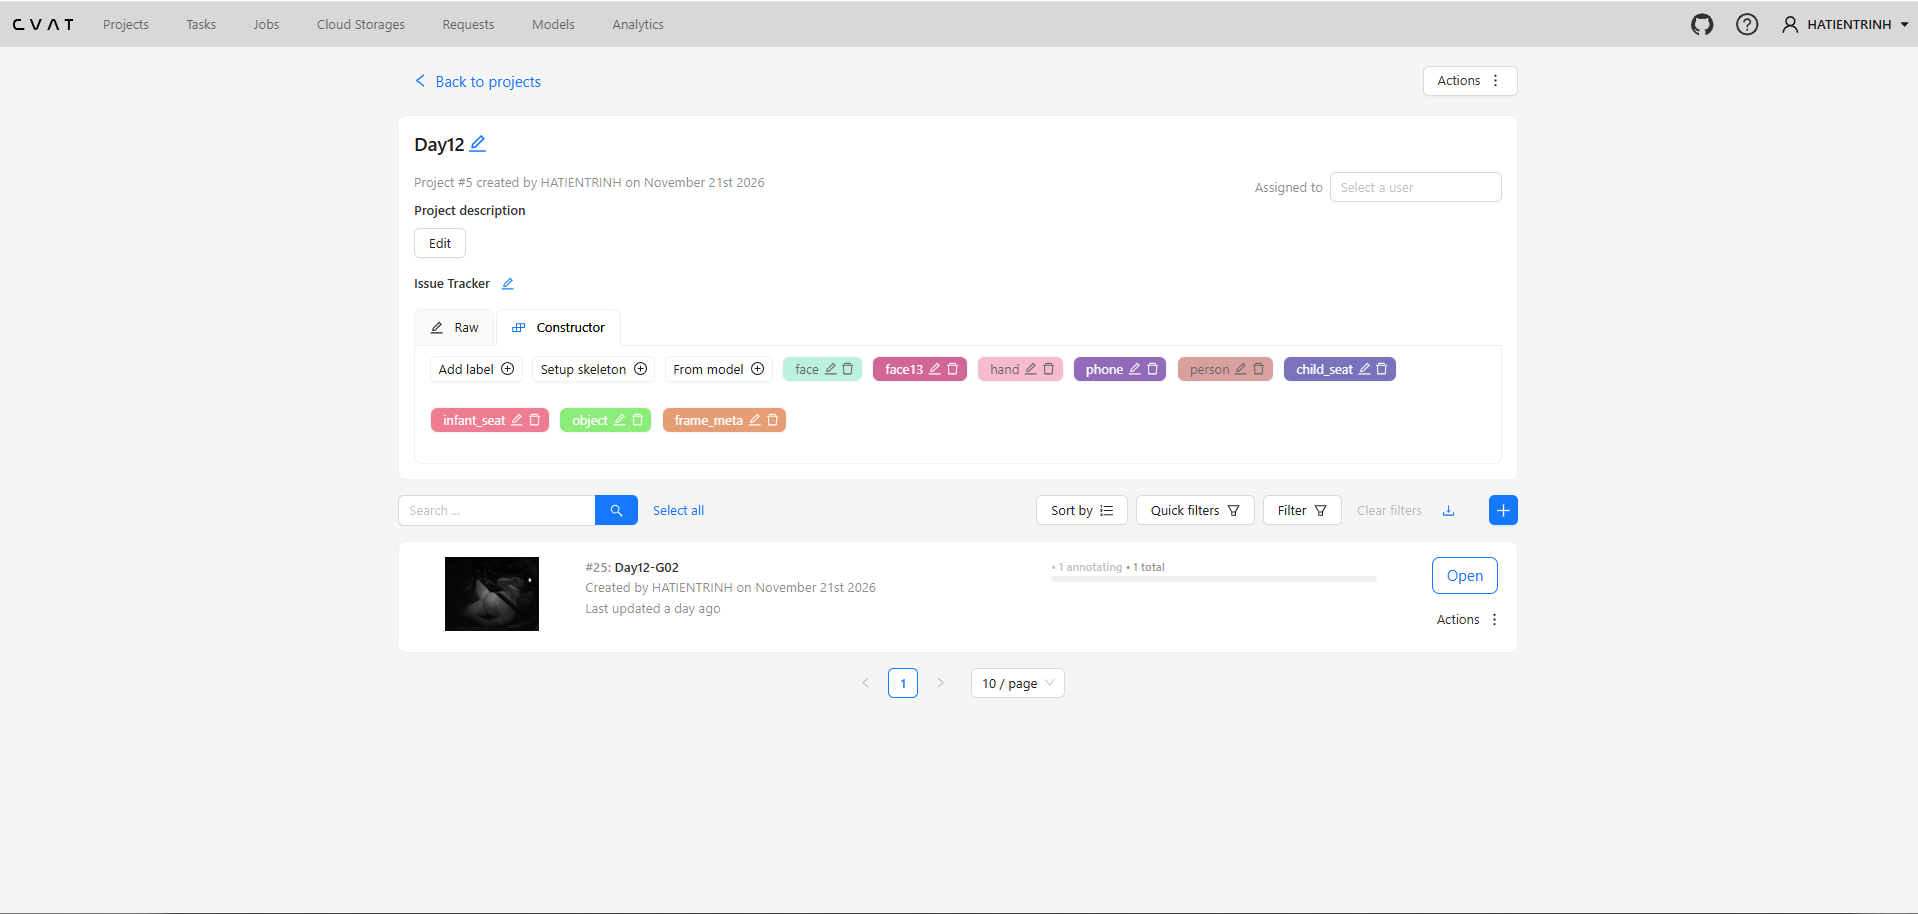 CVAT Projects Tasks Jobs Cloud Storages Requests Models Analytics HATIENTRINH
Back to projects Actions
Day12
Project #5 created by HATIENTRINH on November 21st 2026
Assigned to Select a user
Project description
Edit
Issue Tracker
Raw Constructor
Add label Setup skeleton From model face face13 hand phone person child_seat
infant_seat object frame_meta
Search ... Select all Sort by Quick filters Filter Clear filters
#25: Day12-G02 • 1 annotating • 1 total
Created by HATIENTRINH on November 21st 2026 Open
Last updated a day ago
Actions
1 10 / page